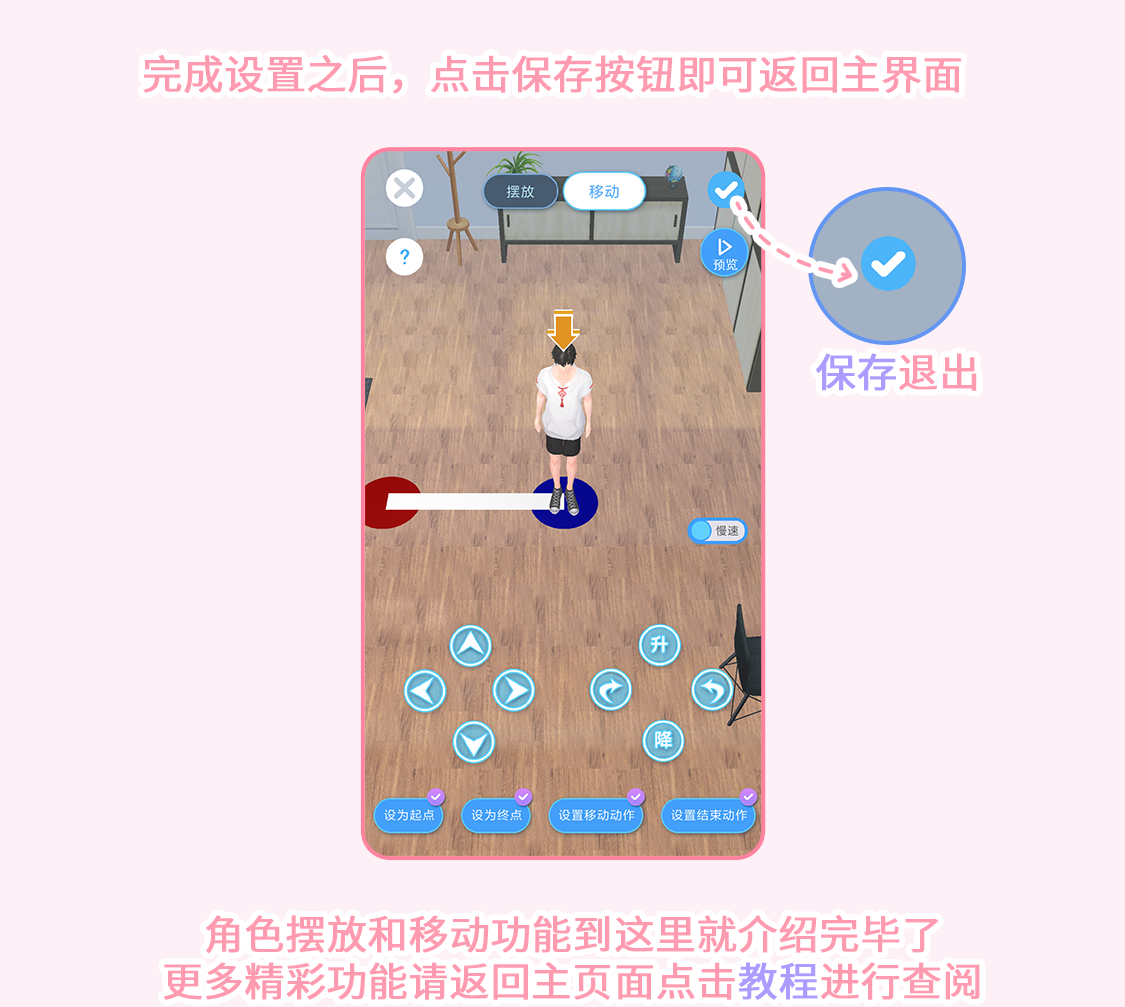 完成设置之后，点击保存按钮即可返回主界面
摆放
移动
?
预览
保存退出
慢速
升
降
设为起点
设为终点
设置移动动作
设置结束动作
角色摆放和移动功能到这里就介绍完毕了
更多精彩功能请返回主页面点击教程进行查阅